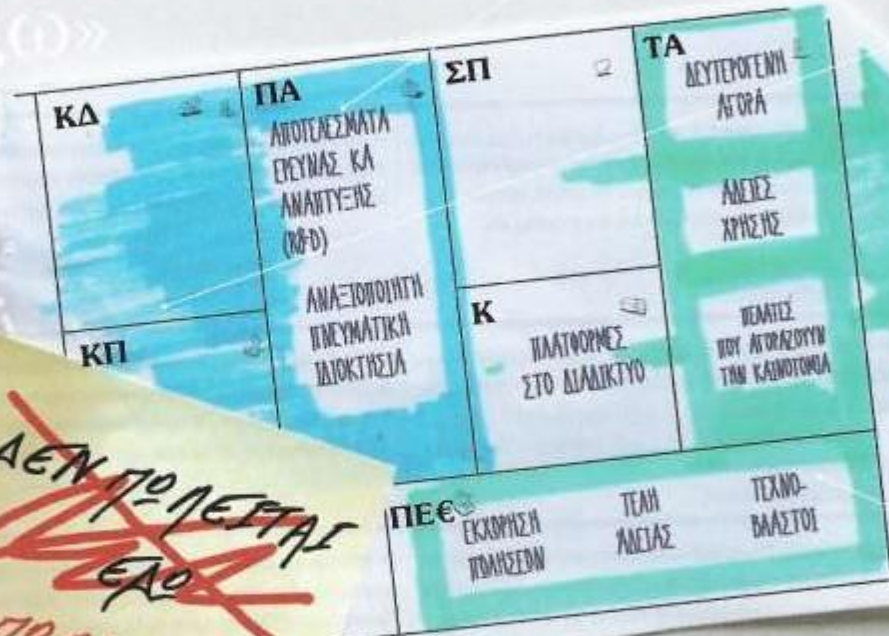 ω)»
ΚΔ
ΠΑ
ΑΠΟΤΕΛΕΣΜΑΤΑ
ΕΡΕΥΝΑΣ ΚΑ
ΑΝΑΠΤΥΞΗΣ
(R&D)
ΑΝΑΞΙΟΠΟΙΗΤΗ
ΠΝΕΥΜΑΤΙΚΗ
ΙΔΙΟΚΤΗΣΙΑ
ΣΠ
ΤΑ
ΔΕΥΤΕΡΟΓΕΝΗ
ΑΓΟΡΑ
ΑΔΕΙΕΣ
ΧΡΗΣΗΣ
ΠΕΛΑΤΕΣ
ΠΟΥ ΑΓΟΡΑΖΟΥΝ
ΤΗΝ ΚΑΙΝΟΤΟΜΙΑ
ΚΠ
Κ
ΠΛΑΤΦΟΡΜΕΣ
ΣΤΟ ΔΙΑΔΙΚΤΥΟ
ΠΕ€
ΕΚΧΩΡΗΣΗ
ΠΩΛΗΣΕΩΝ
ΤΕΛΗ
ΑΔΕΙΑΣ
ΤΕΧΝΟ-
ΒΛΑΣΤΟΙ
ΔΕΝ ΠΩΛΕΙΤΑΙ
ΕΔΩ